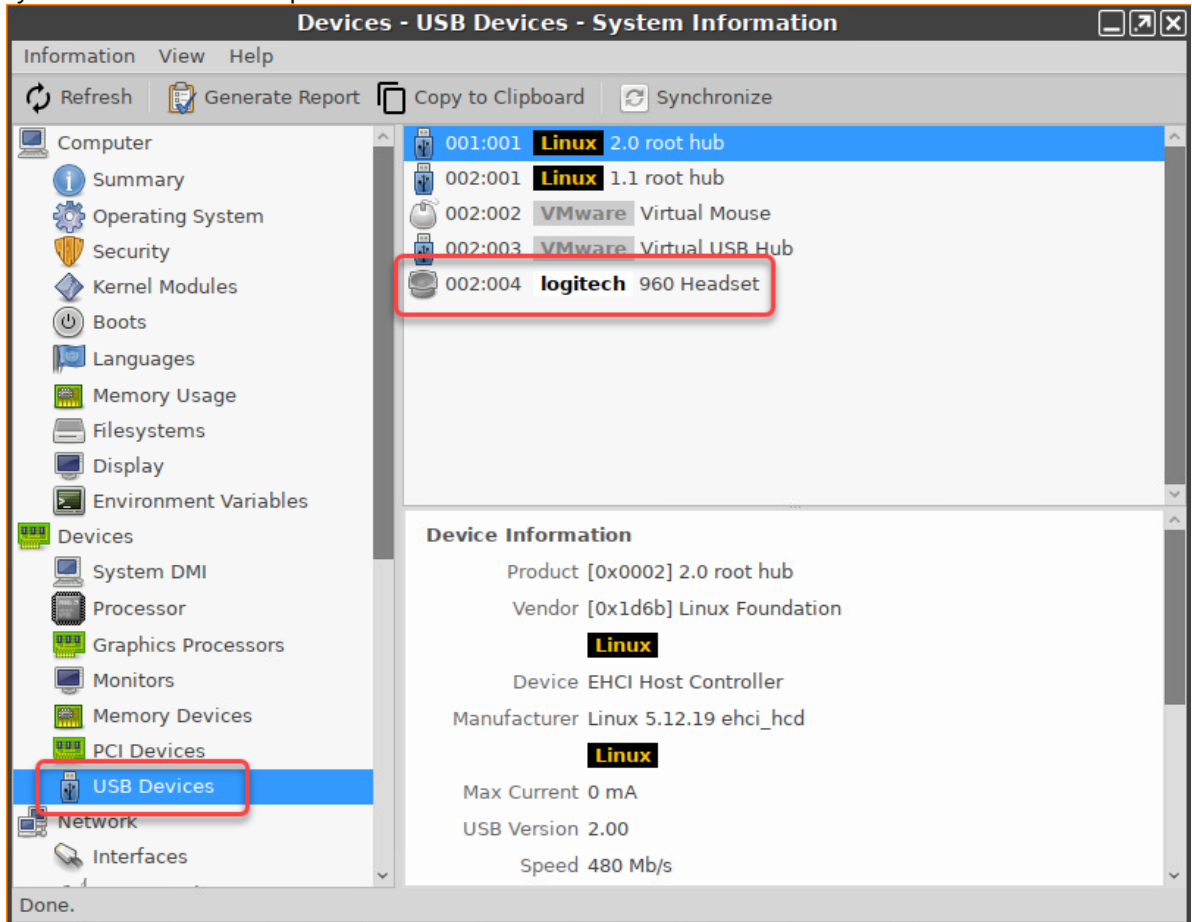 Devices - USB Devices - System Information
Information View Help
Refresh Generate Report Copy to Clipboard Synchronize
Computer
Summary
Operating System
Security
Kernel Modules
Boots
Languages
Memory Usage
Filesystems
Display
Environment Variables
Devices
System DMI
Processor
Graphics Processors
Monitors
Memory Devices
PCI Devices
USB Devices
Network
Interfaces
001:001 Linux 2.0 root hub
002:001 Linux 1.1 root hub
002:002 VMware Virtual Mouse
002:003 VMware Virtual USB Hub
002:004 logitech 960 Headset
Device Information
Product [0x0002] 2.0 root hub
Vendor [0x1d6b] Linux Foundation
Linux
Device EHCI Host Controller
Manufacturer Linux 5.12.19 ehci_hcd
Linux
Max Current 0 mA
USB Version 2.00
Speed 480 Mb/s
Done.